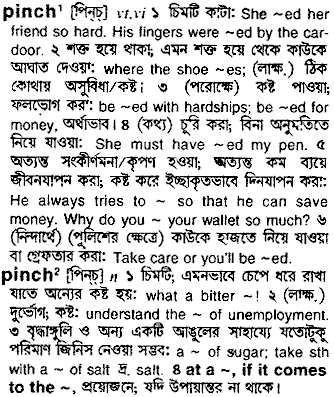 pinch¹ [পিন্‌চ্] vi.vi ১ চিমটি কাটা: She ~ed her
friend so hard. His fingers were ~ed by the car-
door. ২ শক্ত হয়ে থাকা; এমন শক্ত হয়ে থেকে কাউকে
আঘাত দেওয়া: where the shoe ~es; (লাক্ষ.) ঠিক
কোথায় অসুবিধা/কষ্ট। ৩ (পরোক্ষে) কষ্ট পাওয়া;
ফলভোগ করা: be ~ed with hardships; be ~ed for
money, অর্থাভাব। 8 (কথ্য) চুরি করা; বিনা অনুমতিতে
নিয়ে যাওয়া: She must have ~ed my pen. ৫
অত্যন্ত সংকীর্ণমনা/কৃপণ হওয়া; অত্যন্ত কম ব্যয়ে
জীবনযাপন করা; কষ্ট করে ইচ্ছাকৃতভাবে দিনযাপন করা:
He always tries to ~ so that he can save
money. Why do you ~ your wallet so much? ৬
(নিন্দার্থে) (পুলিশের ক্ষেত্রে) কাউকে হাজতে নিয়ে যাওয়া
বা গ্রেফতার করা: Take care or you'll be ~ed.
pinch² [পিন্‌চ্] n ১ চিমটি; এমনভাবে চেপে ধরে রাখা
যাতে অন্যের কষ্ট হয়: what a bitter ~! ২ (লাক্ষ.)
দুর্ভোগ; কষ্ট: understand the ~ of unemployment.
৩ বৃদ্ধাঙ্গুলি ও অন্য একটি আঙুলের সাহায্যে যতোটুকু
পরিমাণ জিনিস নেওয়া সম্ভব: a ~ of sugar; take sth
with a ~ of salt দ্র. salt. 8 at a ~, if it comes
to the ~, প্রয়োজনে; যদি উপায়ান্তর না থাকে।